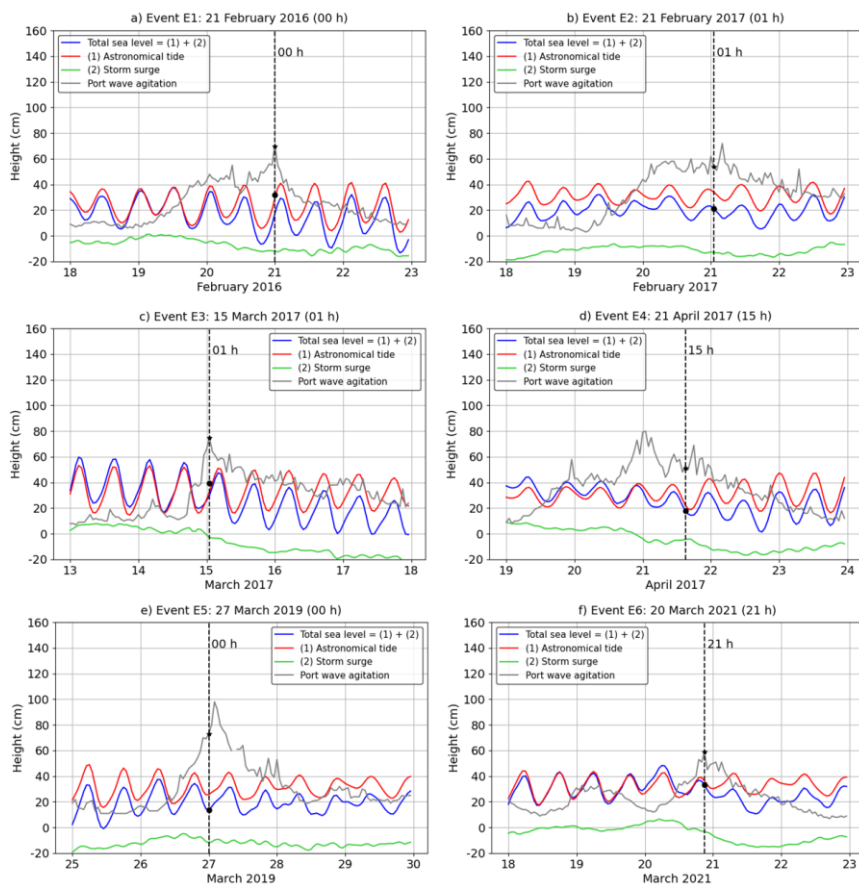 a) Event E1: 21 February 2016 (00 h)
160
140
120
100
80
60
40
20
0
-20
Height (cm)
Total sea level = (1) + (2)
(1) Astronomical tide
(2) Storm surge
Port wave agitation
00 h
18 19 20 21 22 23
February 2016
b) Event E2: 21 February 2017 (01 h)
160
140
120
100
80
60
40
20
0
-20
Total sea level = (1) + (2)
(1) Astronomical tide
(2) Storm surge
Port wave agitation
01 h
18 19 20 21 22 23
February 2017
c) Event E3: 15 March 2017 (01 h)
160
140
120
100
80
60
40
20
0
-20
Height (cm)
01 h
Total sea level = (1) + (2)
(1) Astronomical tide
(2) Storm surge
Port wave agitation
13 14 15 16 17 18
March 2017
d) Event E4: 21 April 2017 (15 h)
160
140
120
100
80
60
40
20
0
-20
Total sea level = (1) + (2)
(1) Astronomical tide
(2) Storm surge
Port wave agitation
15 h
19 20 21 22 23 24
April 2017
e) Event E5: 27 March 2019 (00 h)
160
140
120
100
80
60
40
20
0
-20
Height (cm)
00 h
Total sea level = (1) + (2)
(1) Astronomical tide
(2) Storm surge
Port wave agitation
25 26 27 28 29 30
March 2019
f) Event E6: 20 March 2021 (21 h)
160
140
120
100
80
60
40
20
0
-20
Total sea level = (1) + (2)
(1) Astronomical tide
(2) Storm surge
Port wave agitation
21 h
18 19 20 21 22 23
March 2021